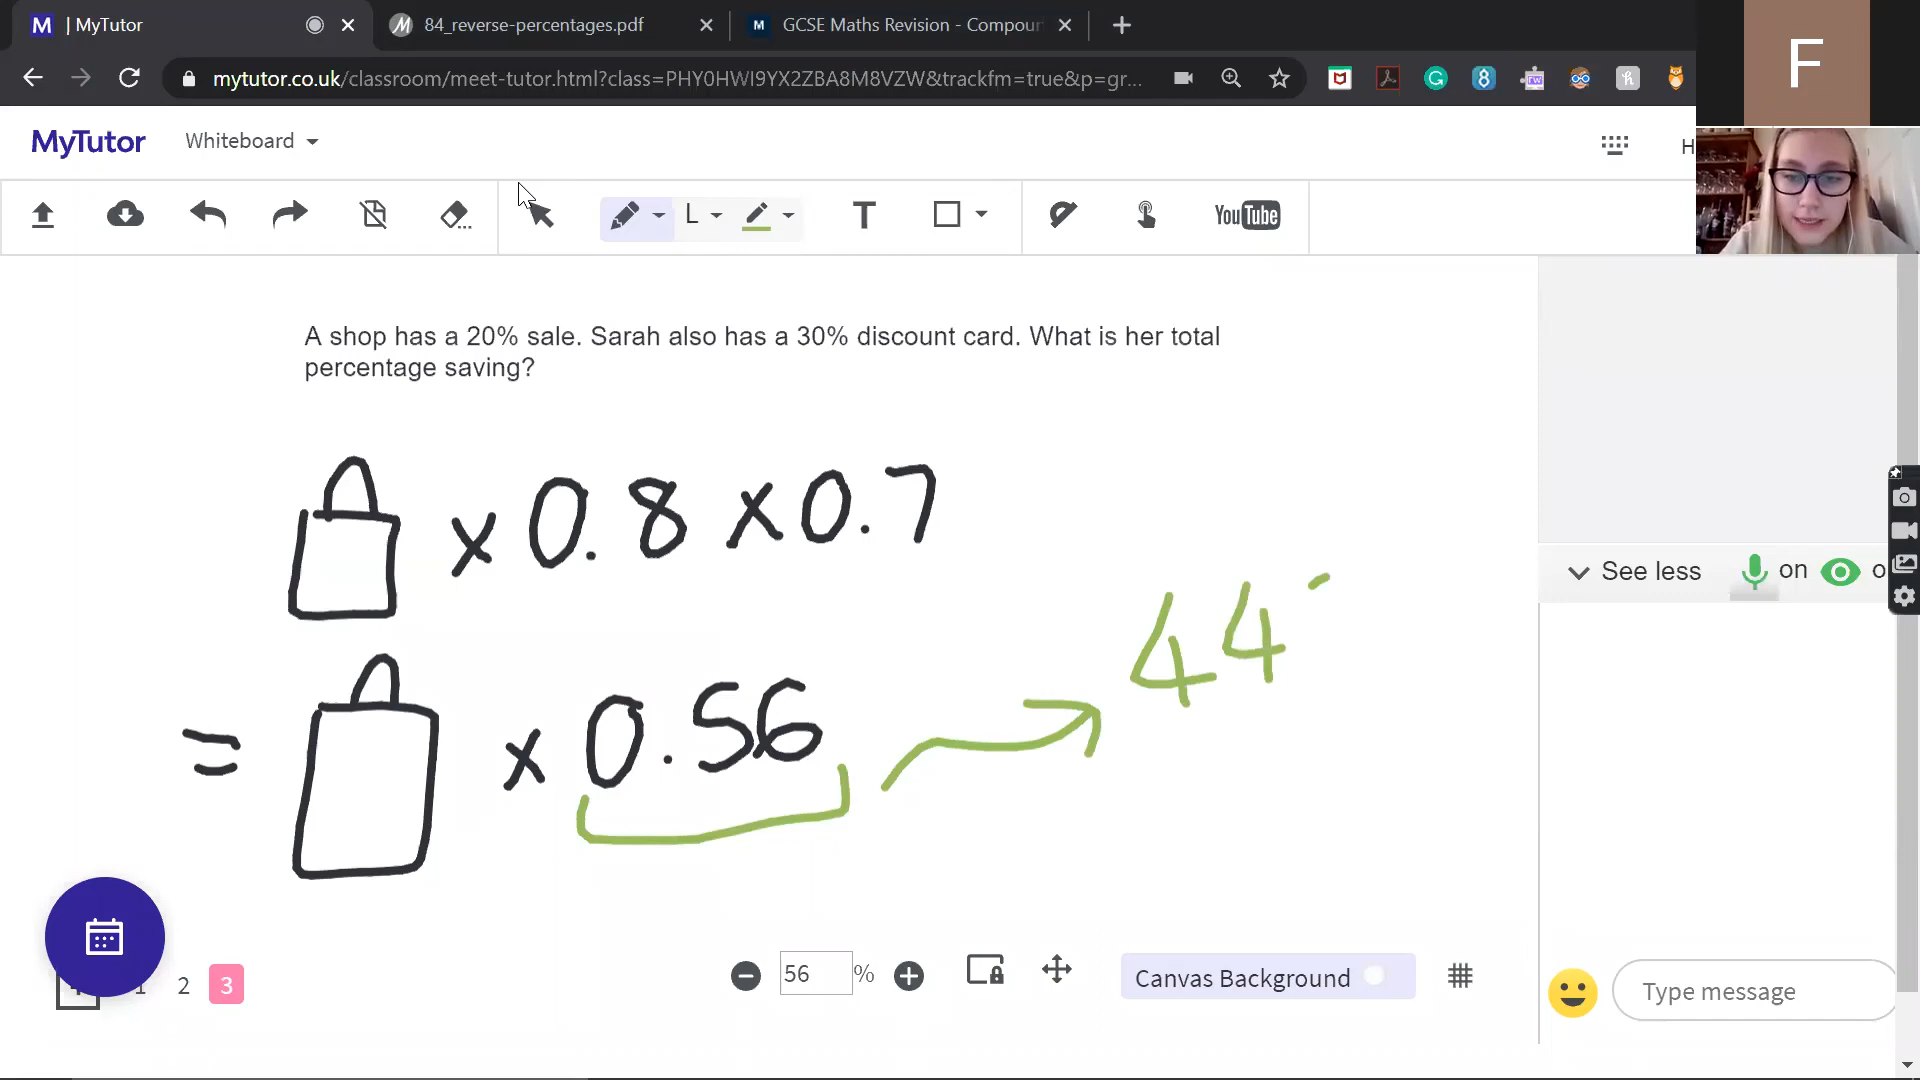 M | MyTutor
84_reverse-percentages.pdf
M GCSE Maths Revision - Compour
F
mytutor.co.uk/classroom/meet-tutor.html?class=PHY0HWI9YX2ZBA8M8VZW&trackfm=true&p=gr...
MyTutor Whiteboard H
L T YouTube
A shop has a 20% sale. Sarah also has a 30% discount card. What is her total
percentage saving?
x 0.8 x 0.7
44
= x 0.56
See less on o
1 2 3
56 %
Canvas Background
Type message